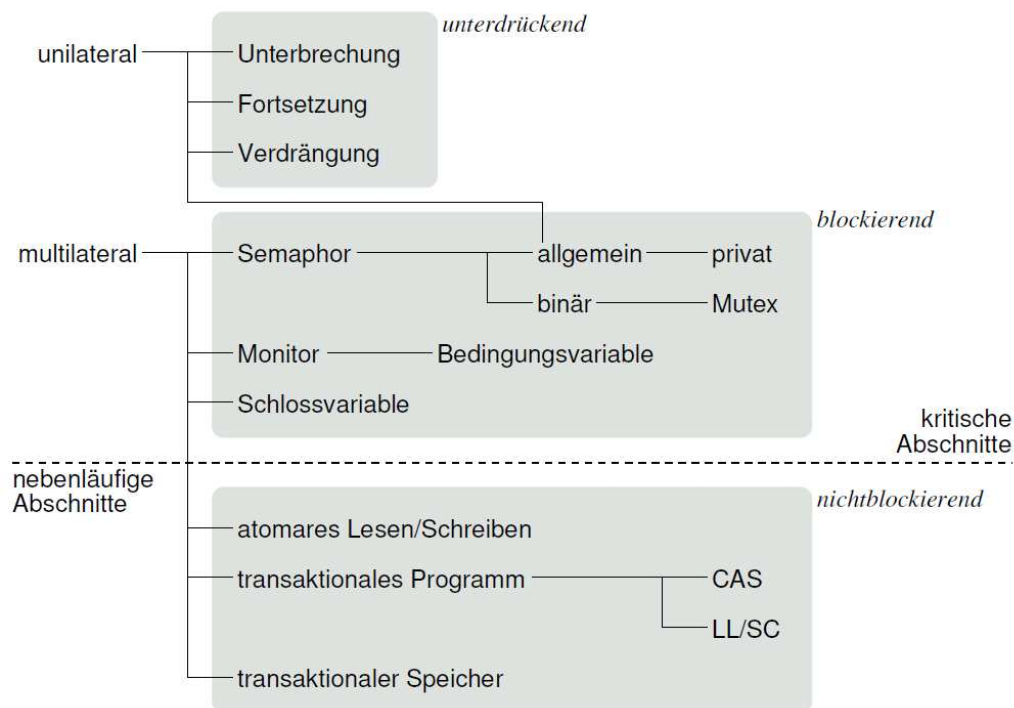 unterdrückend
unilateral Unterbrechung
Fortsetzung
Verdrängung
blockierend
multilateral Semaphor allgemein privat
binär Mutex
Monitor Bedingungsvariable
Schlossvariable
kritische
Abschnitte
nebenläufige
Abschnitte
nichtblockierend
atomares Lesen/Schreiben
transaktionales Programm CAS
LL/SC
transaktionaler Speicher